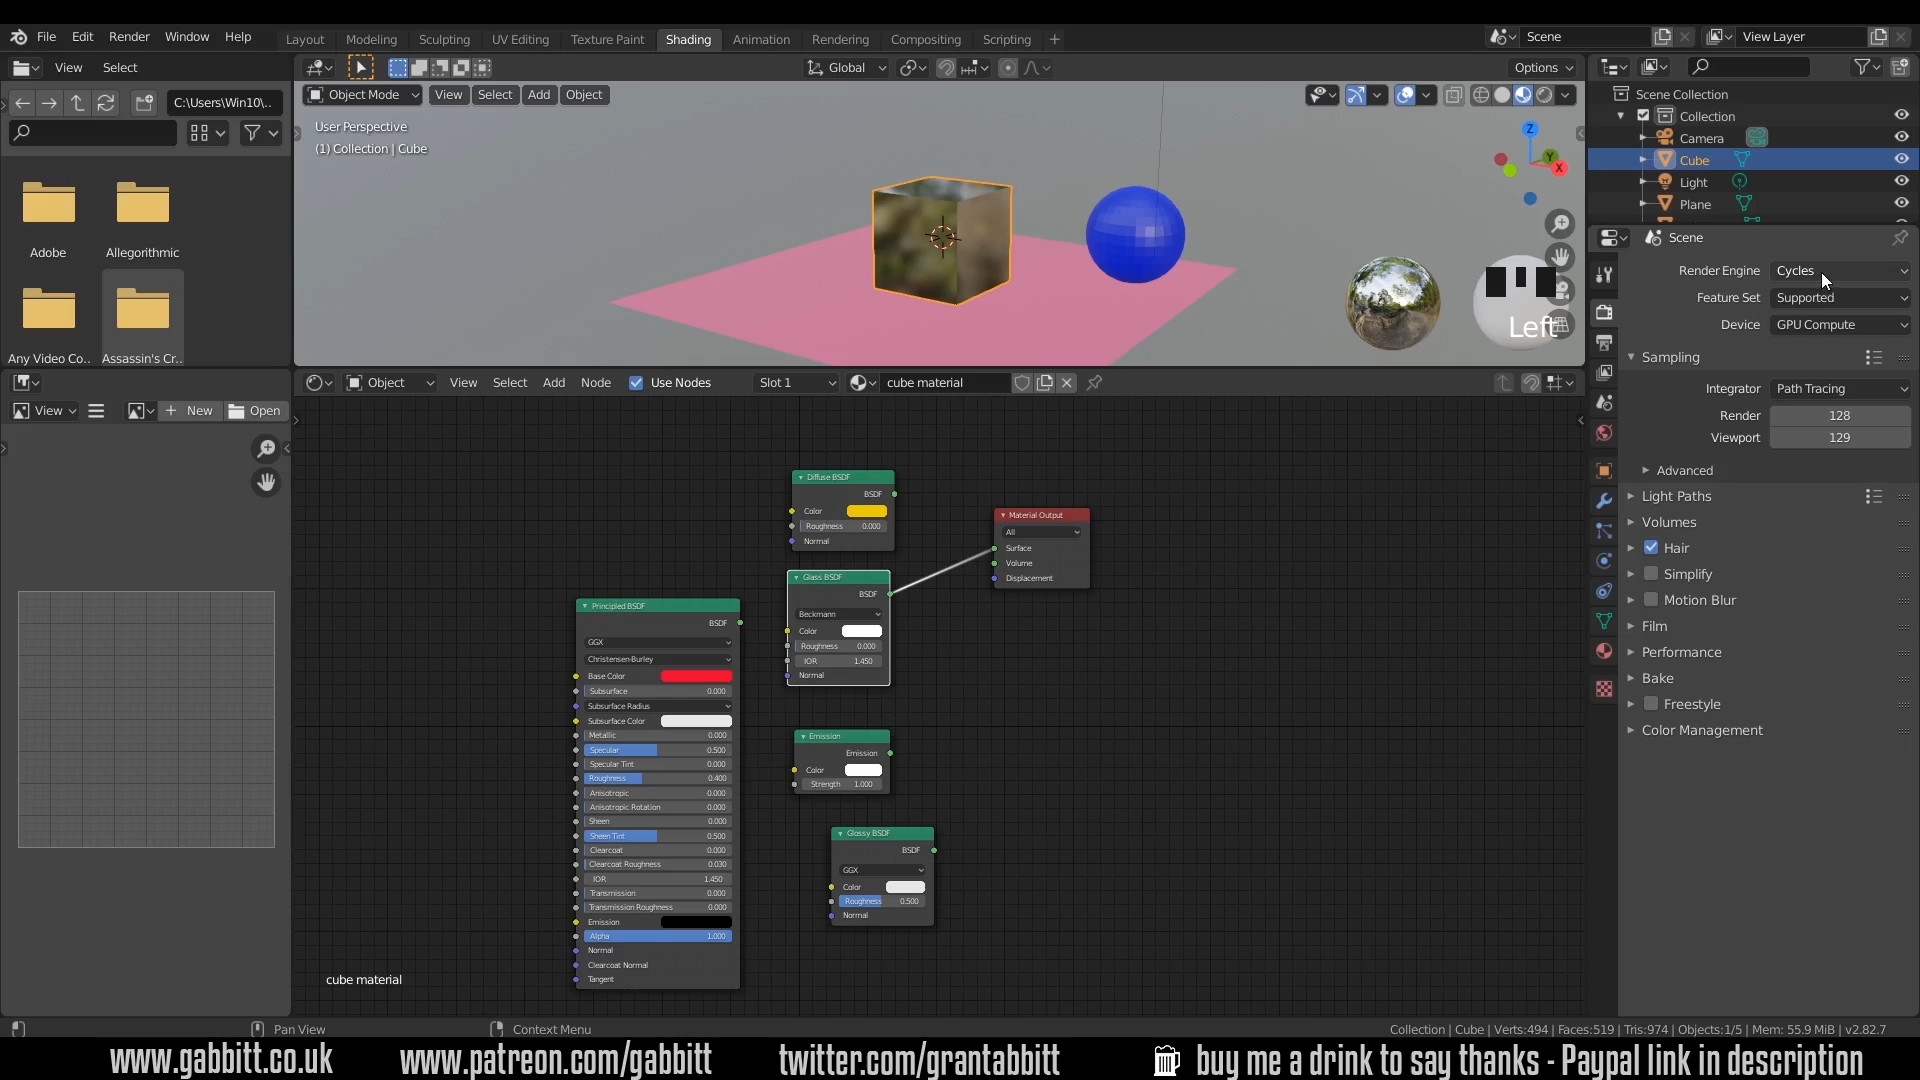 File Edit Render Window Help
Layout Modeling Sculpting UV Editing Texture Paint Shading Animation Rendering Compositing Scripting +
Scene
View Layer
View Select
Global
Options
C:\Users\Win10\..
Object Mode View Select Add Object
User Perspective
(1) Collection | Cube
Z
Y
X
Left
Adobe
Allegorithmic
Any Video Co..
Assassin's Cr..
Scene Collection
Collection
Camera
Cube
Light
Plane
Scene
Render Engine Cycles
Feature Set Supported
Device GPU Compute
Sampling
Integrator Path Tracing
Render 128
Viewport 129
Advanced
Light Paths
Volumes
Hair
Simplify
Motion Blur
Film
Performance
Bake
Freestyle
Color Management
View
New
Open
Object View Select Add Node Use Nodes Slot 1 cube material
Diffuse BSDF
BSDF
Color
Roughness 0.000
Normal
Material Output
All
Surface
Volume
Displacement
Glass BSDF
BSDF
Beckmann
Color
Roughness 0.000
IOR 1.450
Normal
Principled BSDF
BSDF
GGX
Christensen-Burley
Base Color
Subsurface 0.000
Subsurface Radius
Subsurface Color
Metallic 0.000
Specular 0.500
Specular Tint 0.000
Roughness 0.400
Anisotropic 0.000
Anisotropic Rotation 0.000
Sheen 0.000
Sheen Tint 0.500
Clearcoat 0.000
Clearcoat Roughness 0.030
IOR 1.450
Transmission 0.000
Transmission Roughness 0.000
Emission
Alpha 1.000
Normal
Clearcoat Normal
Tangent
Emission
Emission
Color
Strength 1.000
Glossy BSDF
BSDF
GGX
Color
Roughness 0.500
Normal
cube material
Pan View
Context Menu
Collection | Cube | Verts:494 | Faces:519 | Tris:974 | Objects:1/5 | Mem: 55.9 MiB | v2.82.7
www.gabbitt.co.uk www.patreon.com/gabbitt twitter.com/grantabbitt buy me a drink to say thanks - Paypal link in description